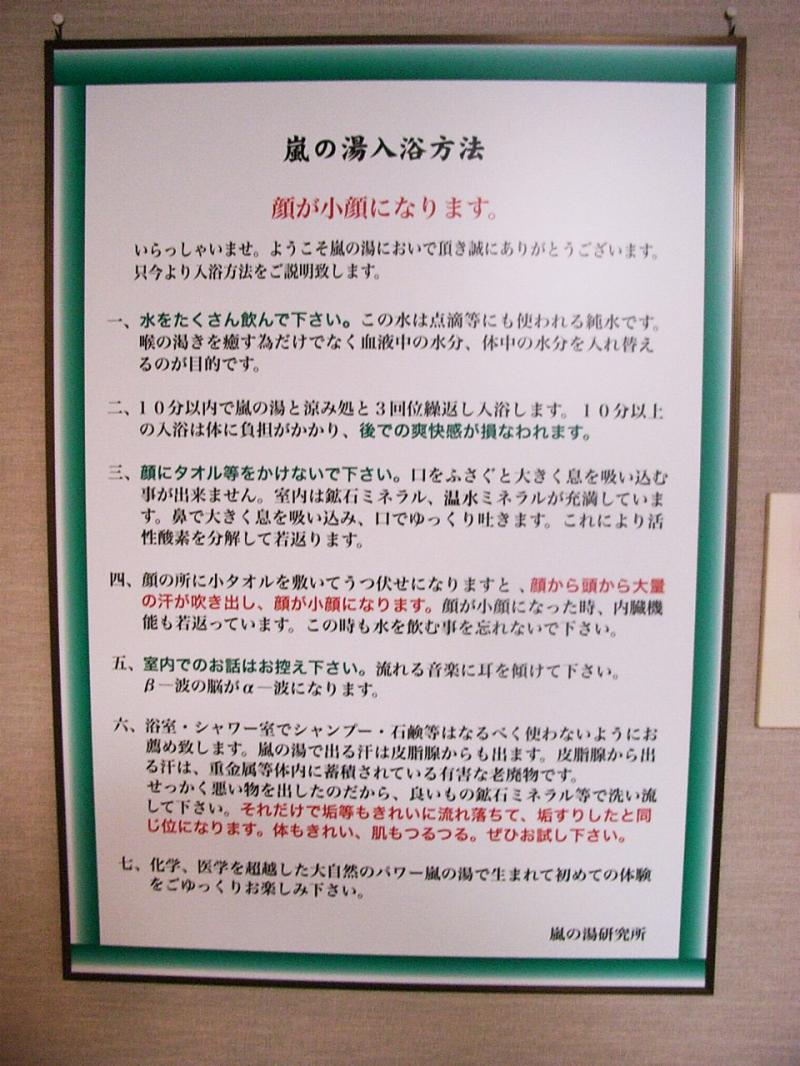 嵐の湯入浴方法
顔が小顔になります。
いらっしゃいませ。ようこそ嵐の湯においで頂き誠にありがとうございます。
只今より入浴方法をご説明致します。
一、水をたくさん飲んで下さい。この水は点滴等にも使われる純水です。
喉の渇きを癒す為だけでなく血液中の水分、体中の水分を入れ替え
るのが目的です。
二、１０分以内で嵐の湯と涼み処と３回位繰返し入浴します。１０分以上
の入浴は体に負担がかかり、後での爽快感が損なわれます。
三、顔にタオル等をかけないで下さい。口をふさぐと大きく息を吸い込む
事が出来ません。室内は鉱石ミネラル、温水ミネラルが充満していま
す。鼻で大きく息を吸い込み、口でゆっくり吐きます。これにより活
性酸素を分解して若返ります。
四、顔の所に小タオルを敷いてうつ伏せになりますと、顔から頭から大量
の汗が吹き出し、顔が小顔になります。顔が小顔になった時、内臓機
能も若返っています。この時も水を飲む事を忘れないで下さい。
五、室内でのお話はお控え下さい。流れる音楽に耳を傾けて下さい。
β―波の脳がα―波になります。
六、浴室・シャワー室でシャンプー・石鹸等はなるべく使わないようにお
薦め致します。嵐の湯で出る汗は皮脂腺からも出ます。皮脂腺から出
る汗は、重金属等体内に蓄積されている有害な老廃物です。
せっかく悪い物を出したのだから、良いもの鉱石ミネラル等で洗い流
して下さい。それだけで垢等もきれいに流れ落ちて、垢すりしたと同
じ位になります。体もきれい、肌もつるつる。ぜひお試し下さい。
七、化学、医学を超越した大自然のパワー嵐の湯で生まれて初めての体験
をごゆっくりお楽しみ下さい。
嵐の湯研究所